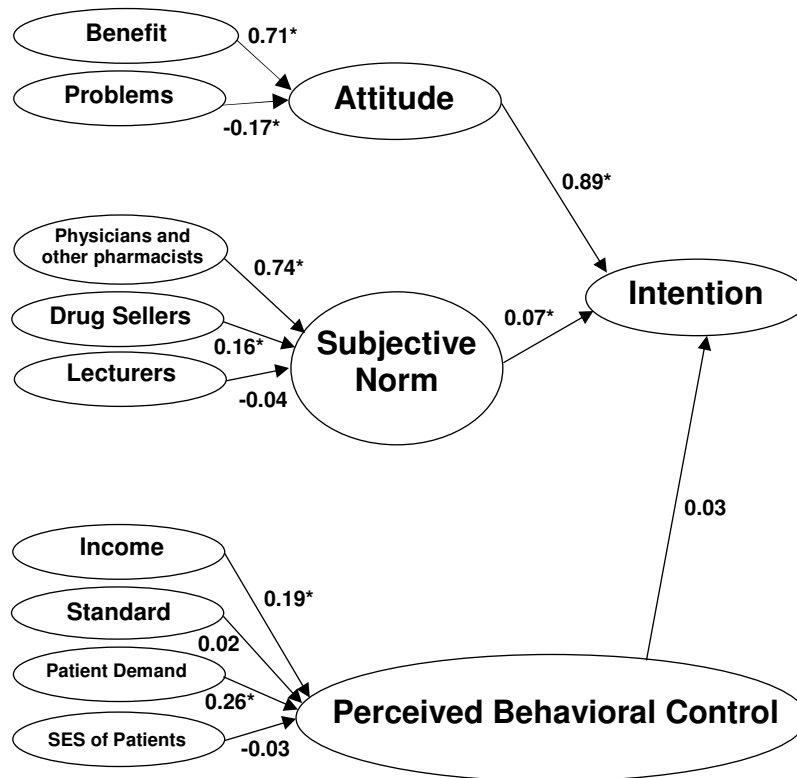 Benefit
0.71*
Problems
-0.17*
Attitude
0.89*
Physicians and
other pharmacists
0.74*
Drug Sellers
0.16*
Lecturers
-0.04
Subjective
Norm
0.07*
Intention
0.03
Income
0.19*
Standard
0.02
Patient Demand
0.26*
SES of Patients
-0.03
Perceived Behavioral Control